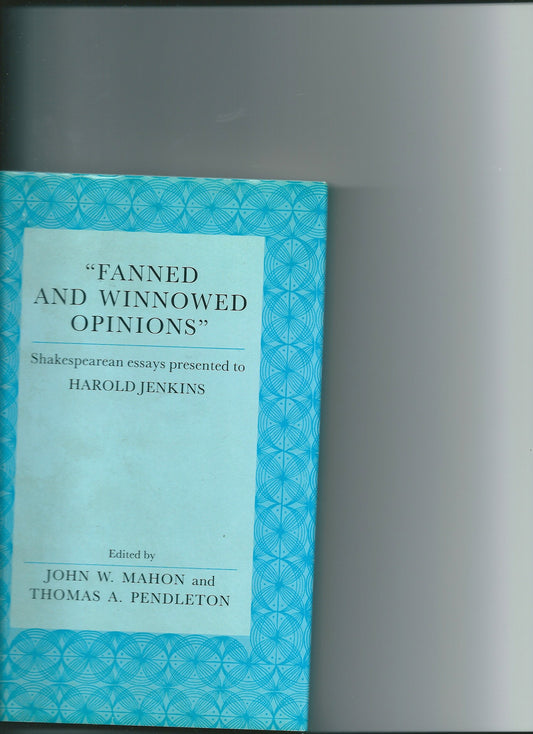 “FANNED
AND WINNOWED
OPINIONS”
Shakespearean essays presented to
HAROLD JENKINS
Edited by
JOHN W. MAHON and
THOMAS A. PENDLETON